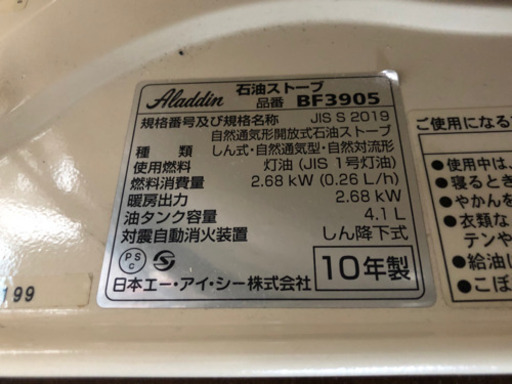 Aladdin 石油ストーブ
品番 BF3905
規格番号及び規格名称 JIS S 2019
自然通気形開放式石油ストーブ
種類 しん式・自然通気型・自然対流形
使用燃料 灯油 (JIS 1号灯油)
燃料消費量 2.68 kW (0.26 L/h)
暖房出力 2.68 kW
油タンク容量 4.1 L
対震自動消火装置 しん降下式
PS
C
10年製
日本エー・アイ・シー株式会社
199
ご使用になる
●使用中は、
●寝るとき
●やかんを
●衣類など
テンや
●給油は
●こぼ